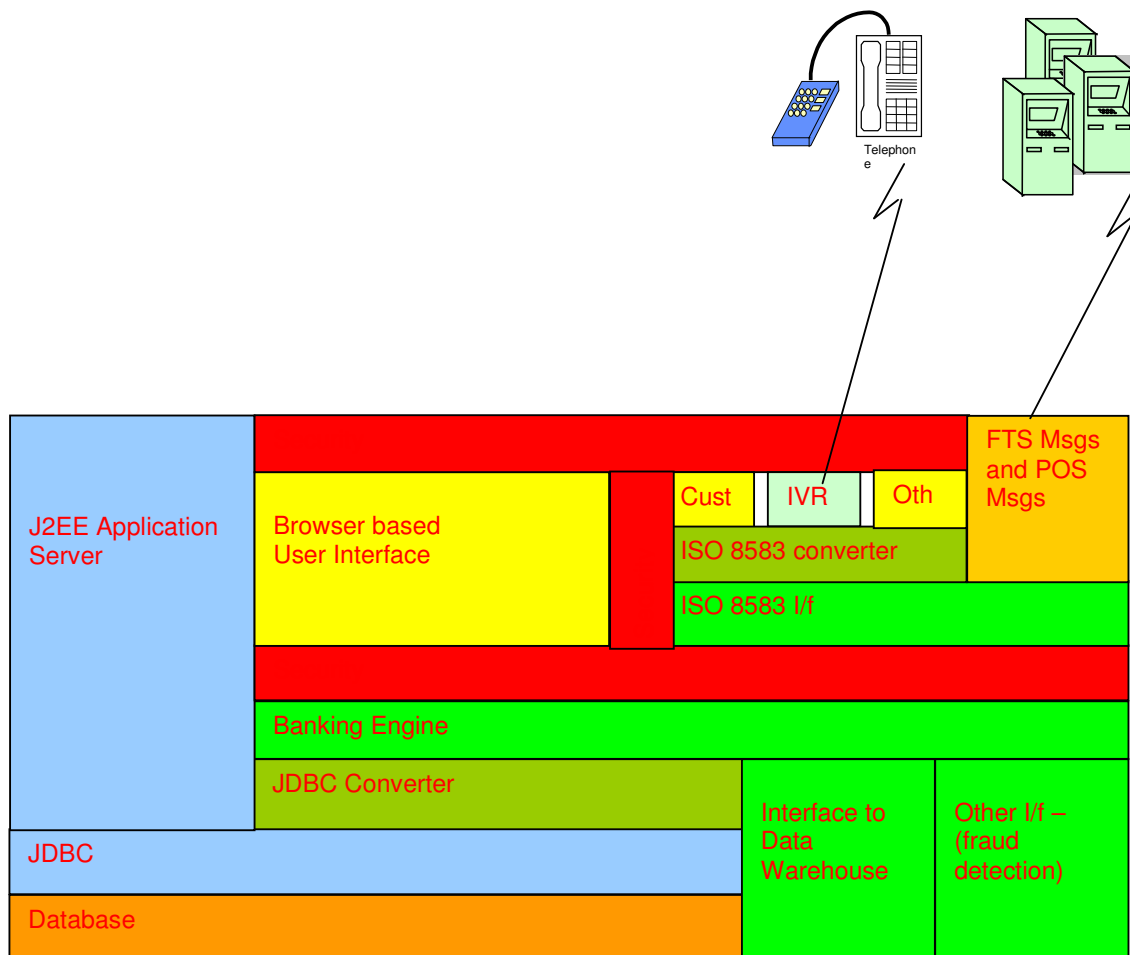 Telephon
e
FTS Msgs
and POS
Msgs
Cust
IVR
Oth
J2EE Application
Server
Browser based
User Interface
ISO 8583 converter
ISO 8583 I/f
Banking Engine
JDBC Converter
Interface to
Data
Warehouse
Other I/f –
(fraud
detection)
JDBC
Database